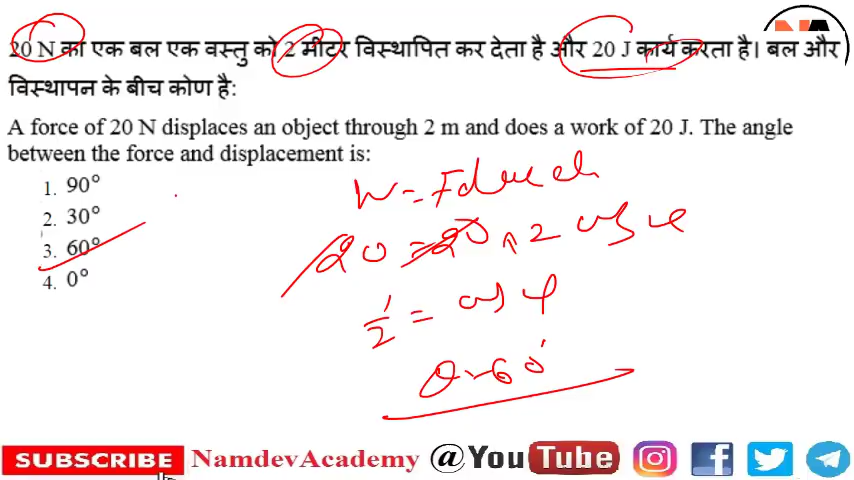 20 N का एक बल एक वस्तु को 2 मीटर विस्थापित कर देता है और 20 J कार्य करता है। बल और
विस्थापन के बीच कोण है:
A force of 20 N displaces an object through 2 m and does a work of 20 J. The angle
between the force and displacement is:
1. 90°
2. 30°
3. 60°
4. 0°
20 = 20 × 2 cos φ
1/2 = cos φ
θ = 60°
SUBSCRIBE NamdevAcademy @YouTube